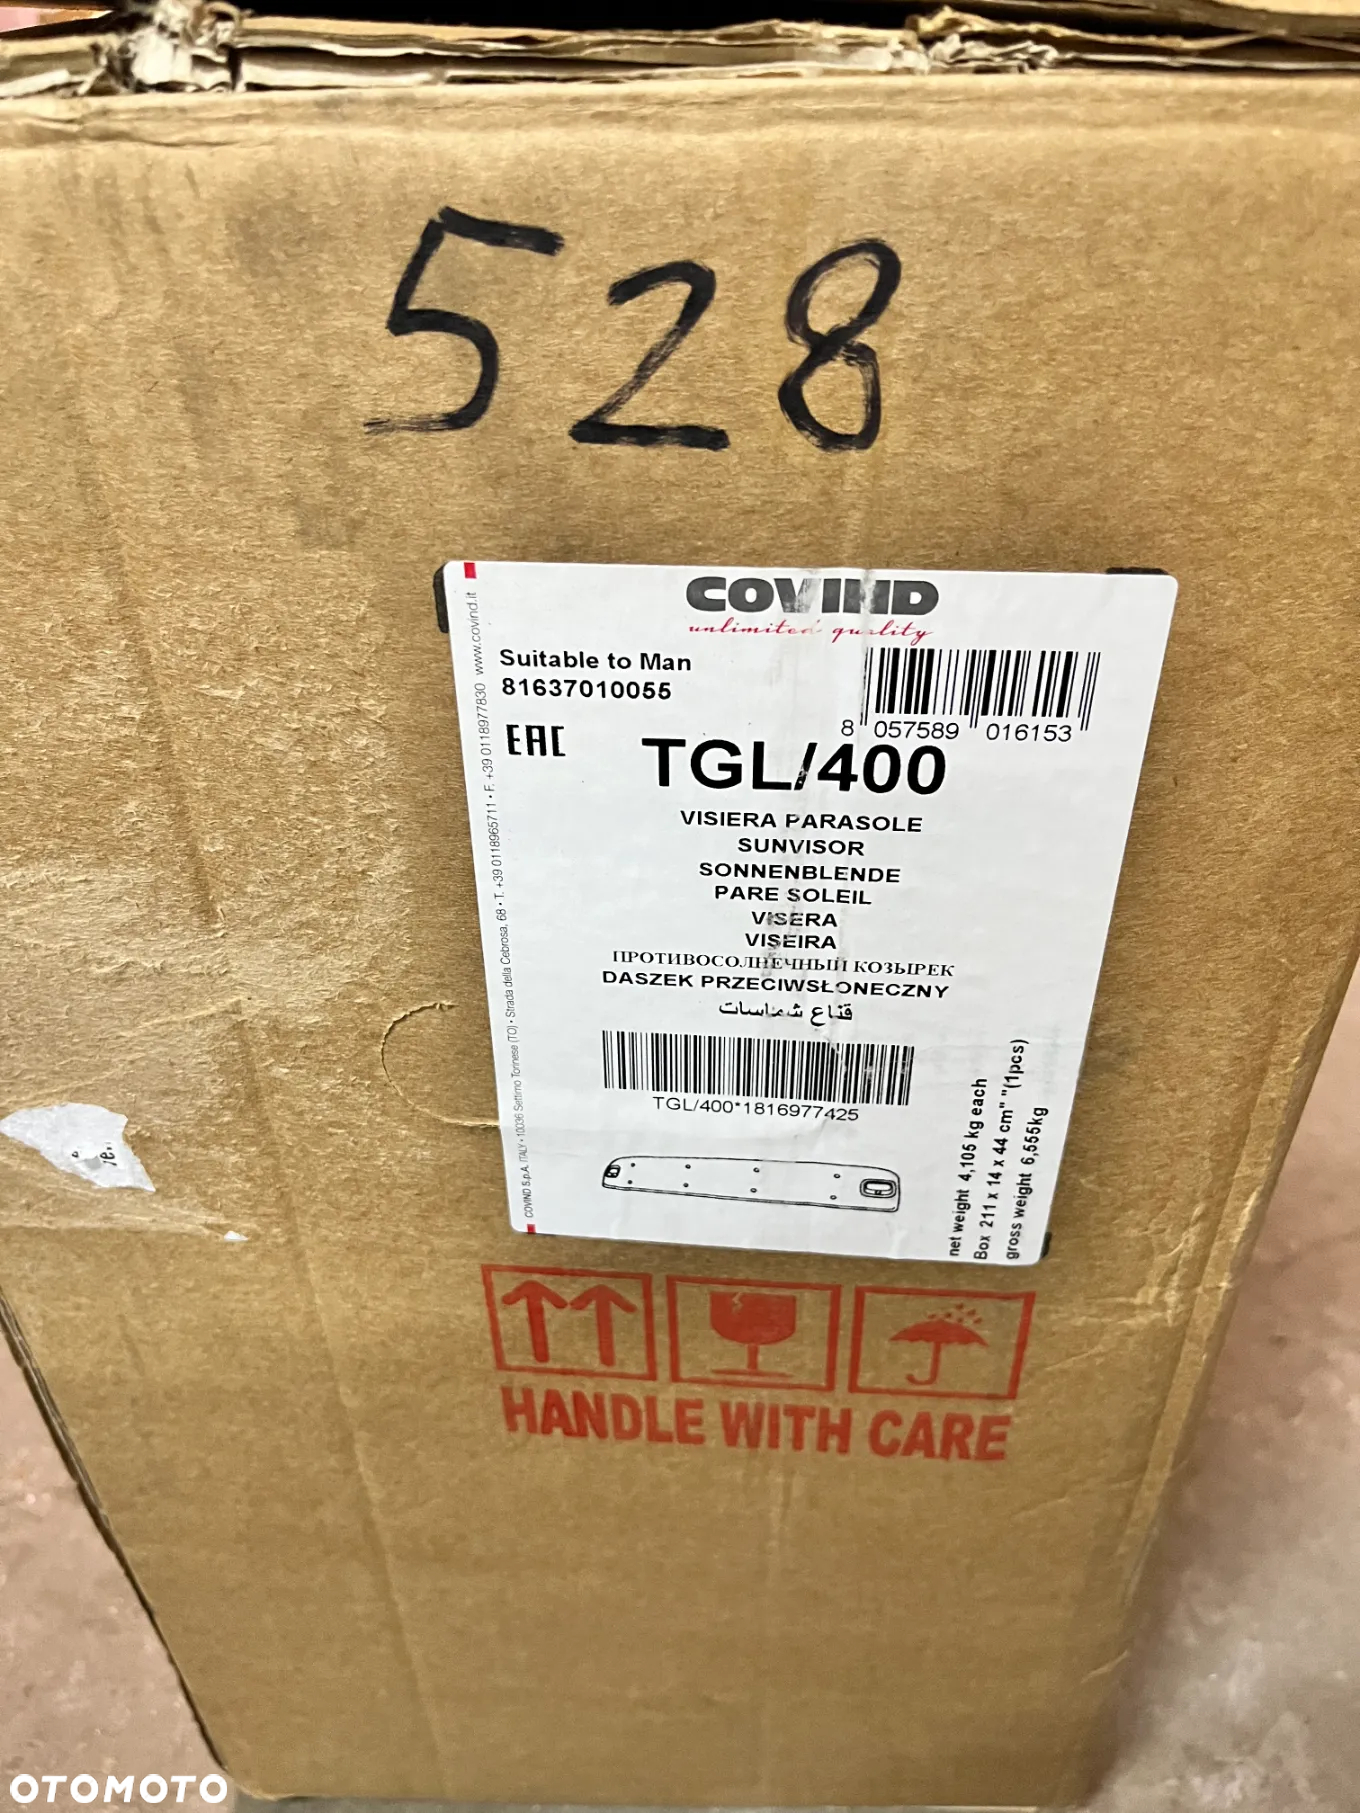 528
COVIND
unlimited quality
Suitable to Man
81637010055
8 057589 016153
EAC
TGL/400
VISIERA PARASOLE
SUNVISOR
SONNENBLENDE
PARE SOLEIL
VISERA
VISEIRA
ПРОТИВОСОЛНЕЧНЫЙ КОЗЫРЕК
DASZEK PRZECIWSŁONECZNY
قناع شماسات
TGL/400*1816977425
net weight 4,105 kg each
Box 211 x 14 x 44 cm" "(1pcs)
gross weight 6,555kg
COVIND S.p.A. ITALY • 10036 Settimo Torinese (TO) • Strada della Cebrosa, 68 • T. +39 0118965711 • F. +39 0118977830 www.covind.it
HANDLE WITH CARE
OTOMOTO